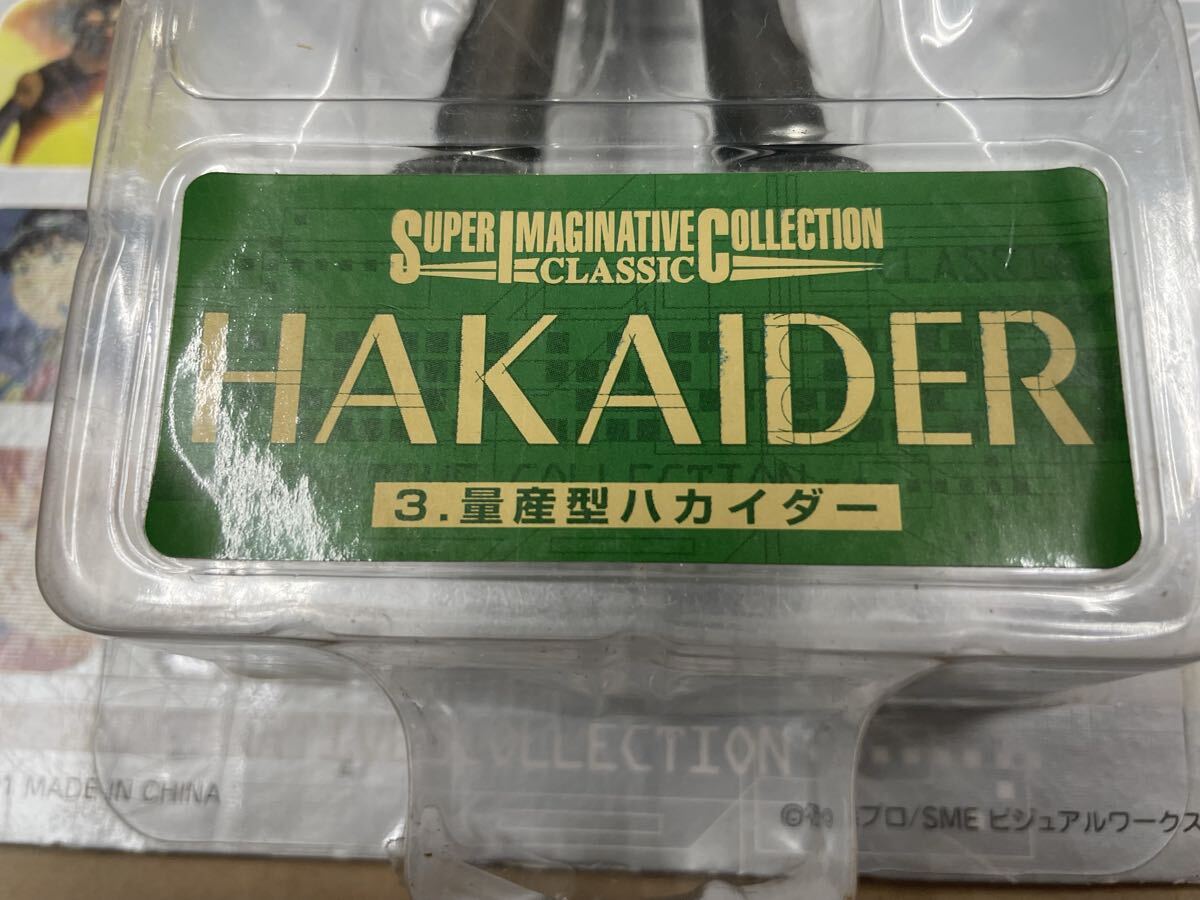 SUPER IMAGINATIVE COLLECTION
CLASSIC
HAKAIDER
3.量産型ハカイダー
COLLECTION
MADE IN CHINA
プロ/SME ビジュアルワークス